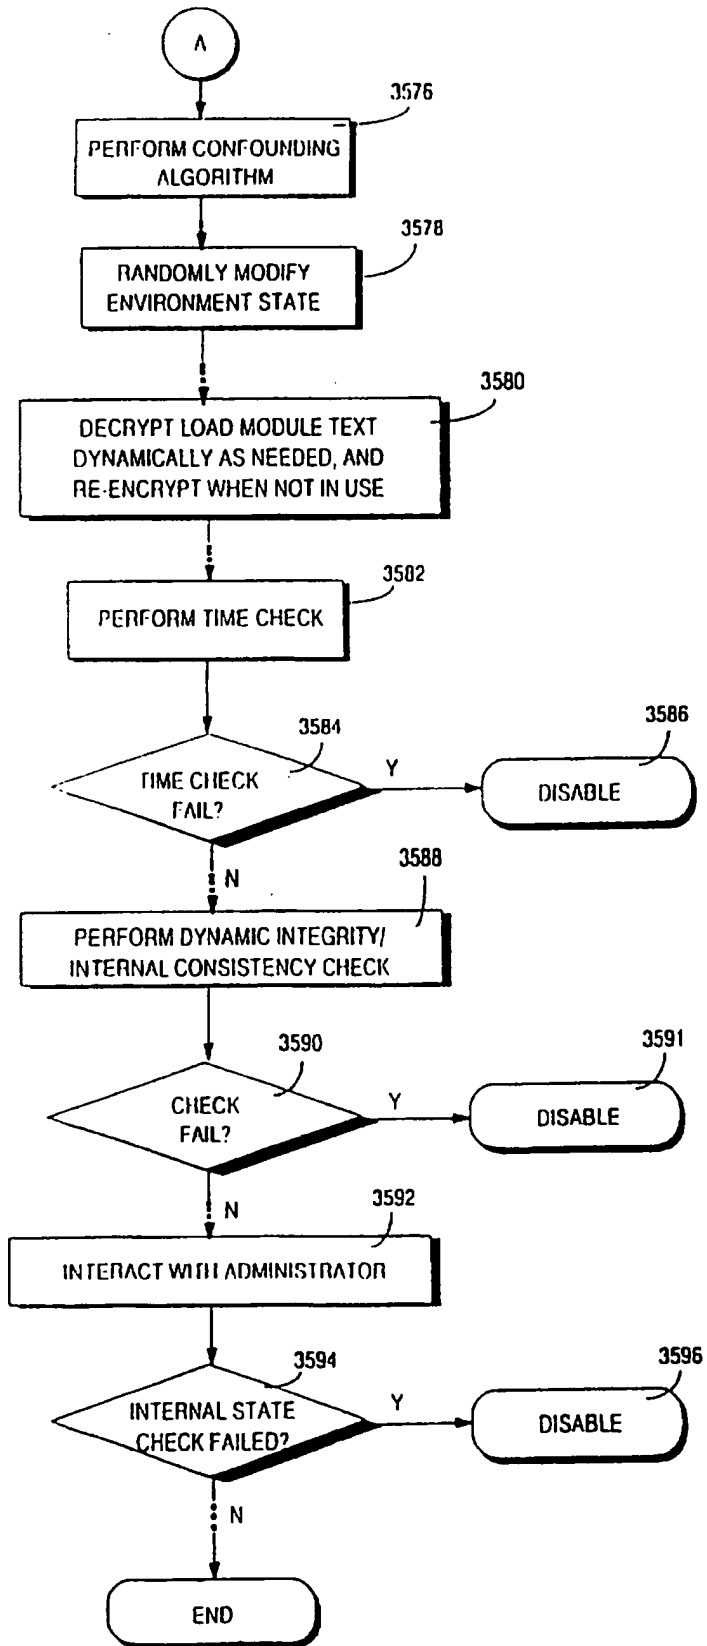 A
3576
PERFORM CONFOUNDING
ALGORITHM
3578
RANDOMLY MODIFY
ENVIRONMENT STATE
3580
DECRYPT LOAD MODULE TEXT
DYNAMICALLY AS NEEDED, AND
RE-ENCRYPT WHEN NOT IN USE
3582
PERFORM TIME CHECK
3584
TIME CHECK
FAIL?
Y
3586
DISABLE
N
3588
PERFORM DYNAMIC INTEGRITY/
INTERNAL CONSISTENCY CHECK
3590
CHECK
FAIL?
Y
3591
DISABLE
N
3592
INTERACT WITH ADMINISTRATOR
3594
INTERNAL STATE
CHECK FAILED?
Y
3596
DISABLE
N
END